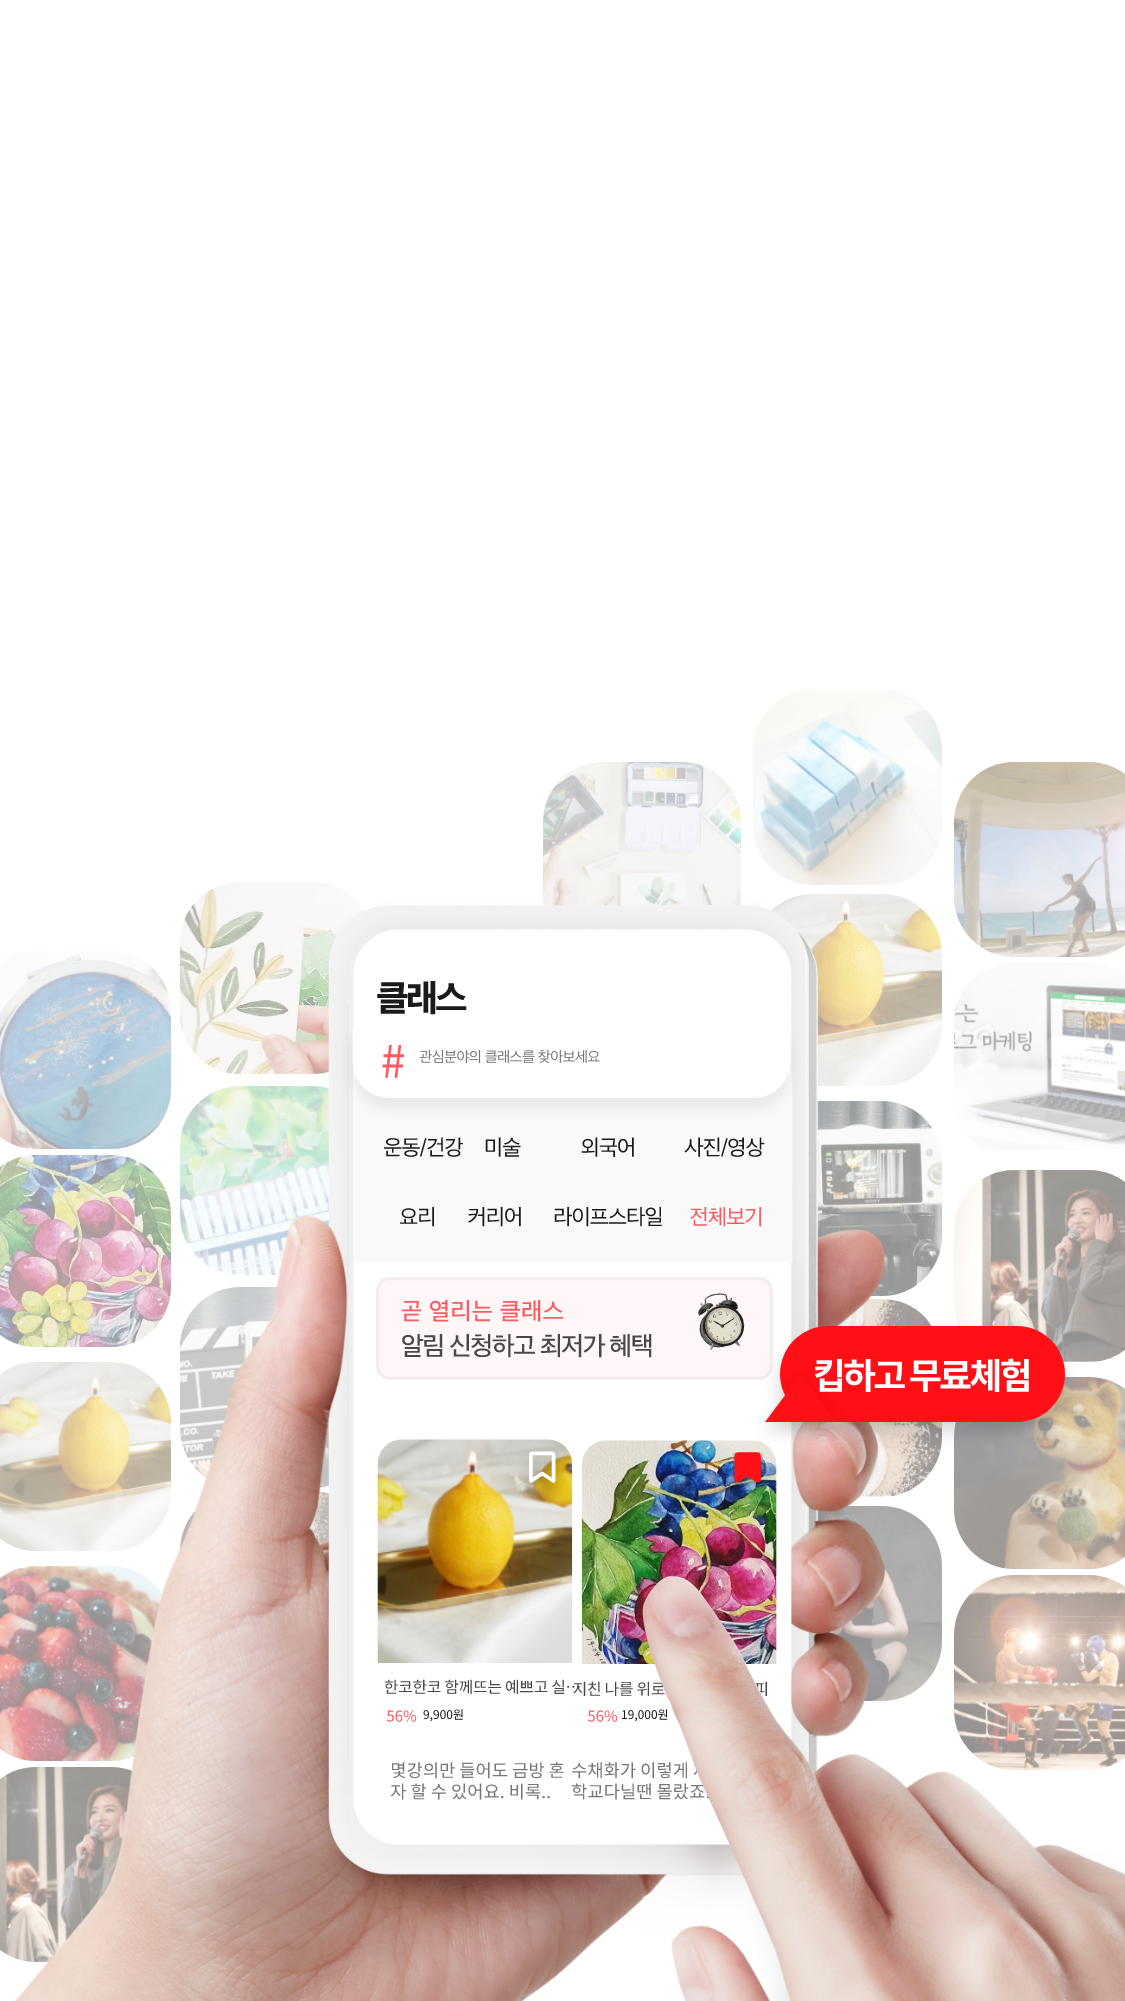 클래스
# 관심분야의 클래스를 찾아보세요
운동/건강 미술 외국어 사진/영상
요리 커리어 라이프스타일 전체보기
곧 열리는 클래스
알림 신청하고 최저가 혜택
킵하고 무료체험
한코한코 함께뜨는 예쁘고 실··
56% 9,900원
몇강의만 들어도 금방 혼
자 할 수 있어요. 비록..
지친 나를 위로
피
56% 19,000원
수채화가 이렇게
학교다닐땐 몰랐죠..
는
그 마케팅
TAKE
SONY